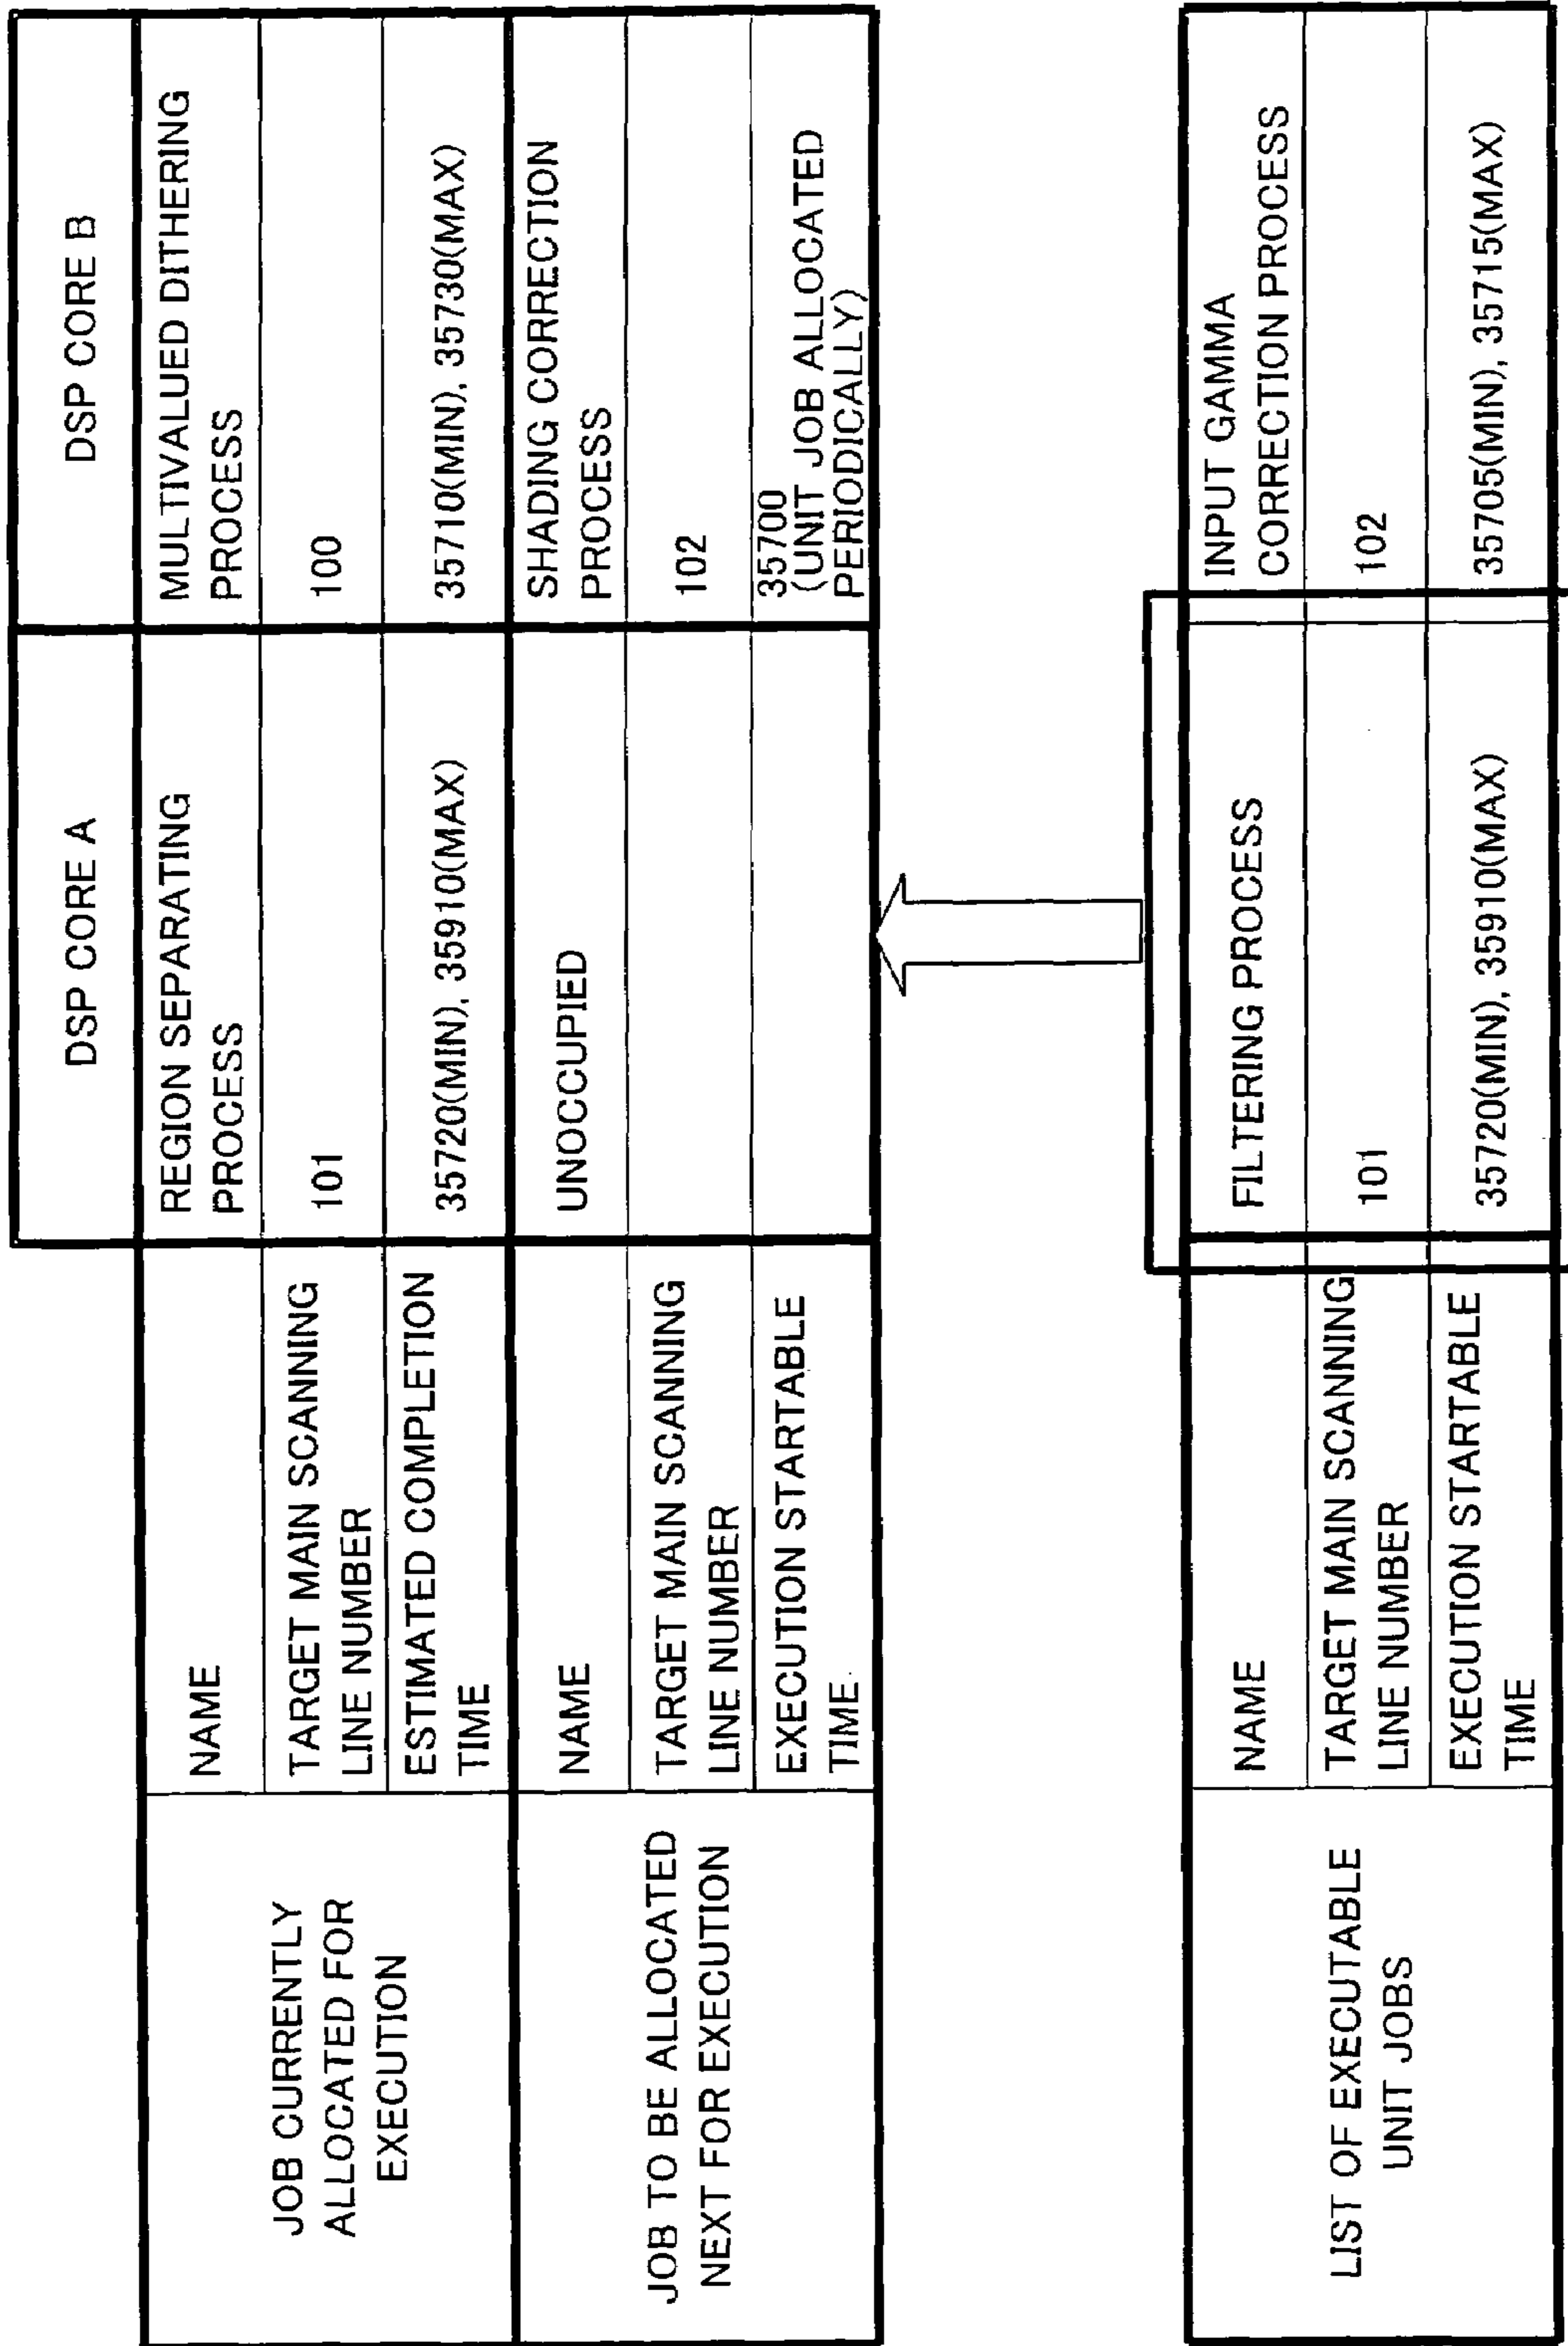 DSP CORE A
DSP CORE B
JOB CURRENTLY
ALLOCATED FOR
EXECUTION
NAME
REGION SEPARATING
PROCESS
MULTIVALUED DITHERING
PROCESS
TARGET MAIN SCANNING
LINE NUMBER
101
100
ESTIMATED COMPLETION
TIME
35720(MIN), 35910(MAX)
35710(MIN), 35730(MAX)
JOB TO BE ALLOCATED
NEXT FOR EXECUTION
NAME
UNOCCUPIED
SHADING CORRECTION
PROCESS
TARGET MAIN SCANNING
LINE NUMBER
102
EXECUTION STARTABLE
TIME
35700
(UNIT JOB ALLOCATED
PERIODICALLY)
LIST OF EXECUTABLE
UNIT JOBS
NAME
FILTERING PROCESS
INPUT GAMMA
CORRECTION PROCESS
TARGET MAIN SCANNING
LINE NUMBER
101
102
EXECUTION STARTABLE
TIME
35720(MIN), 35910(MAX)
35705(MIN), 35715(MAX)